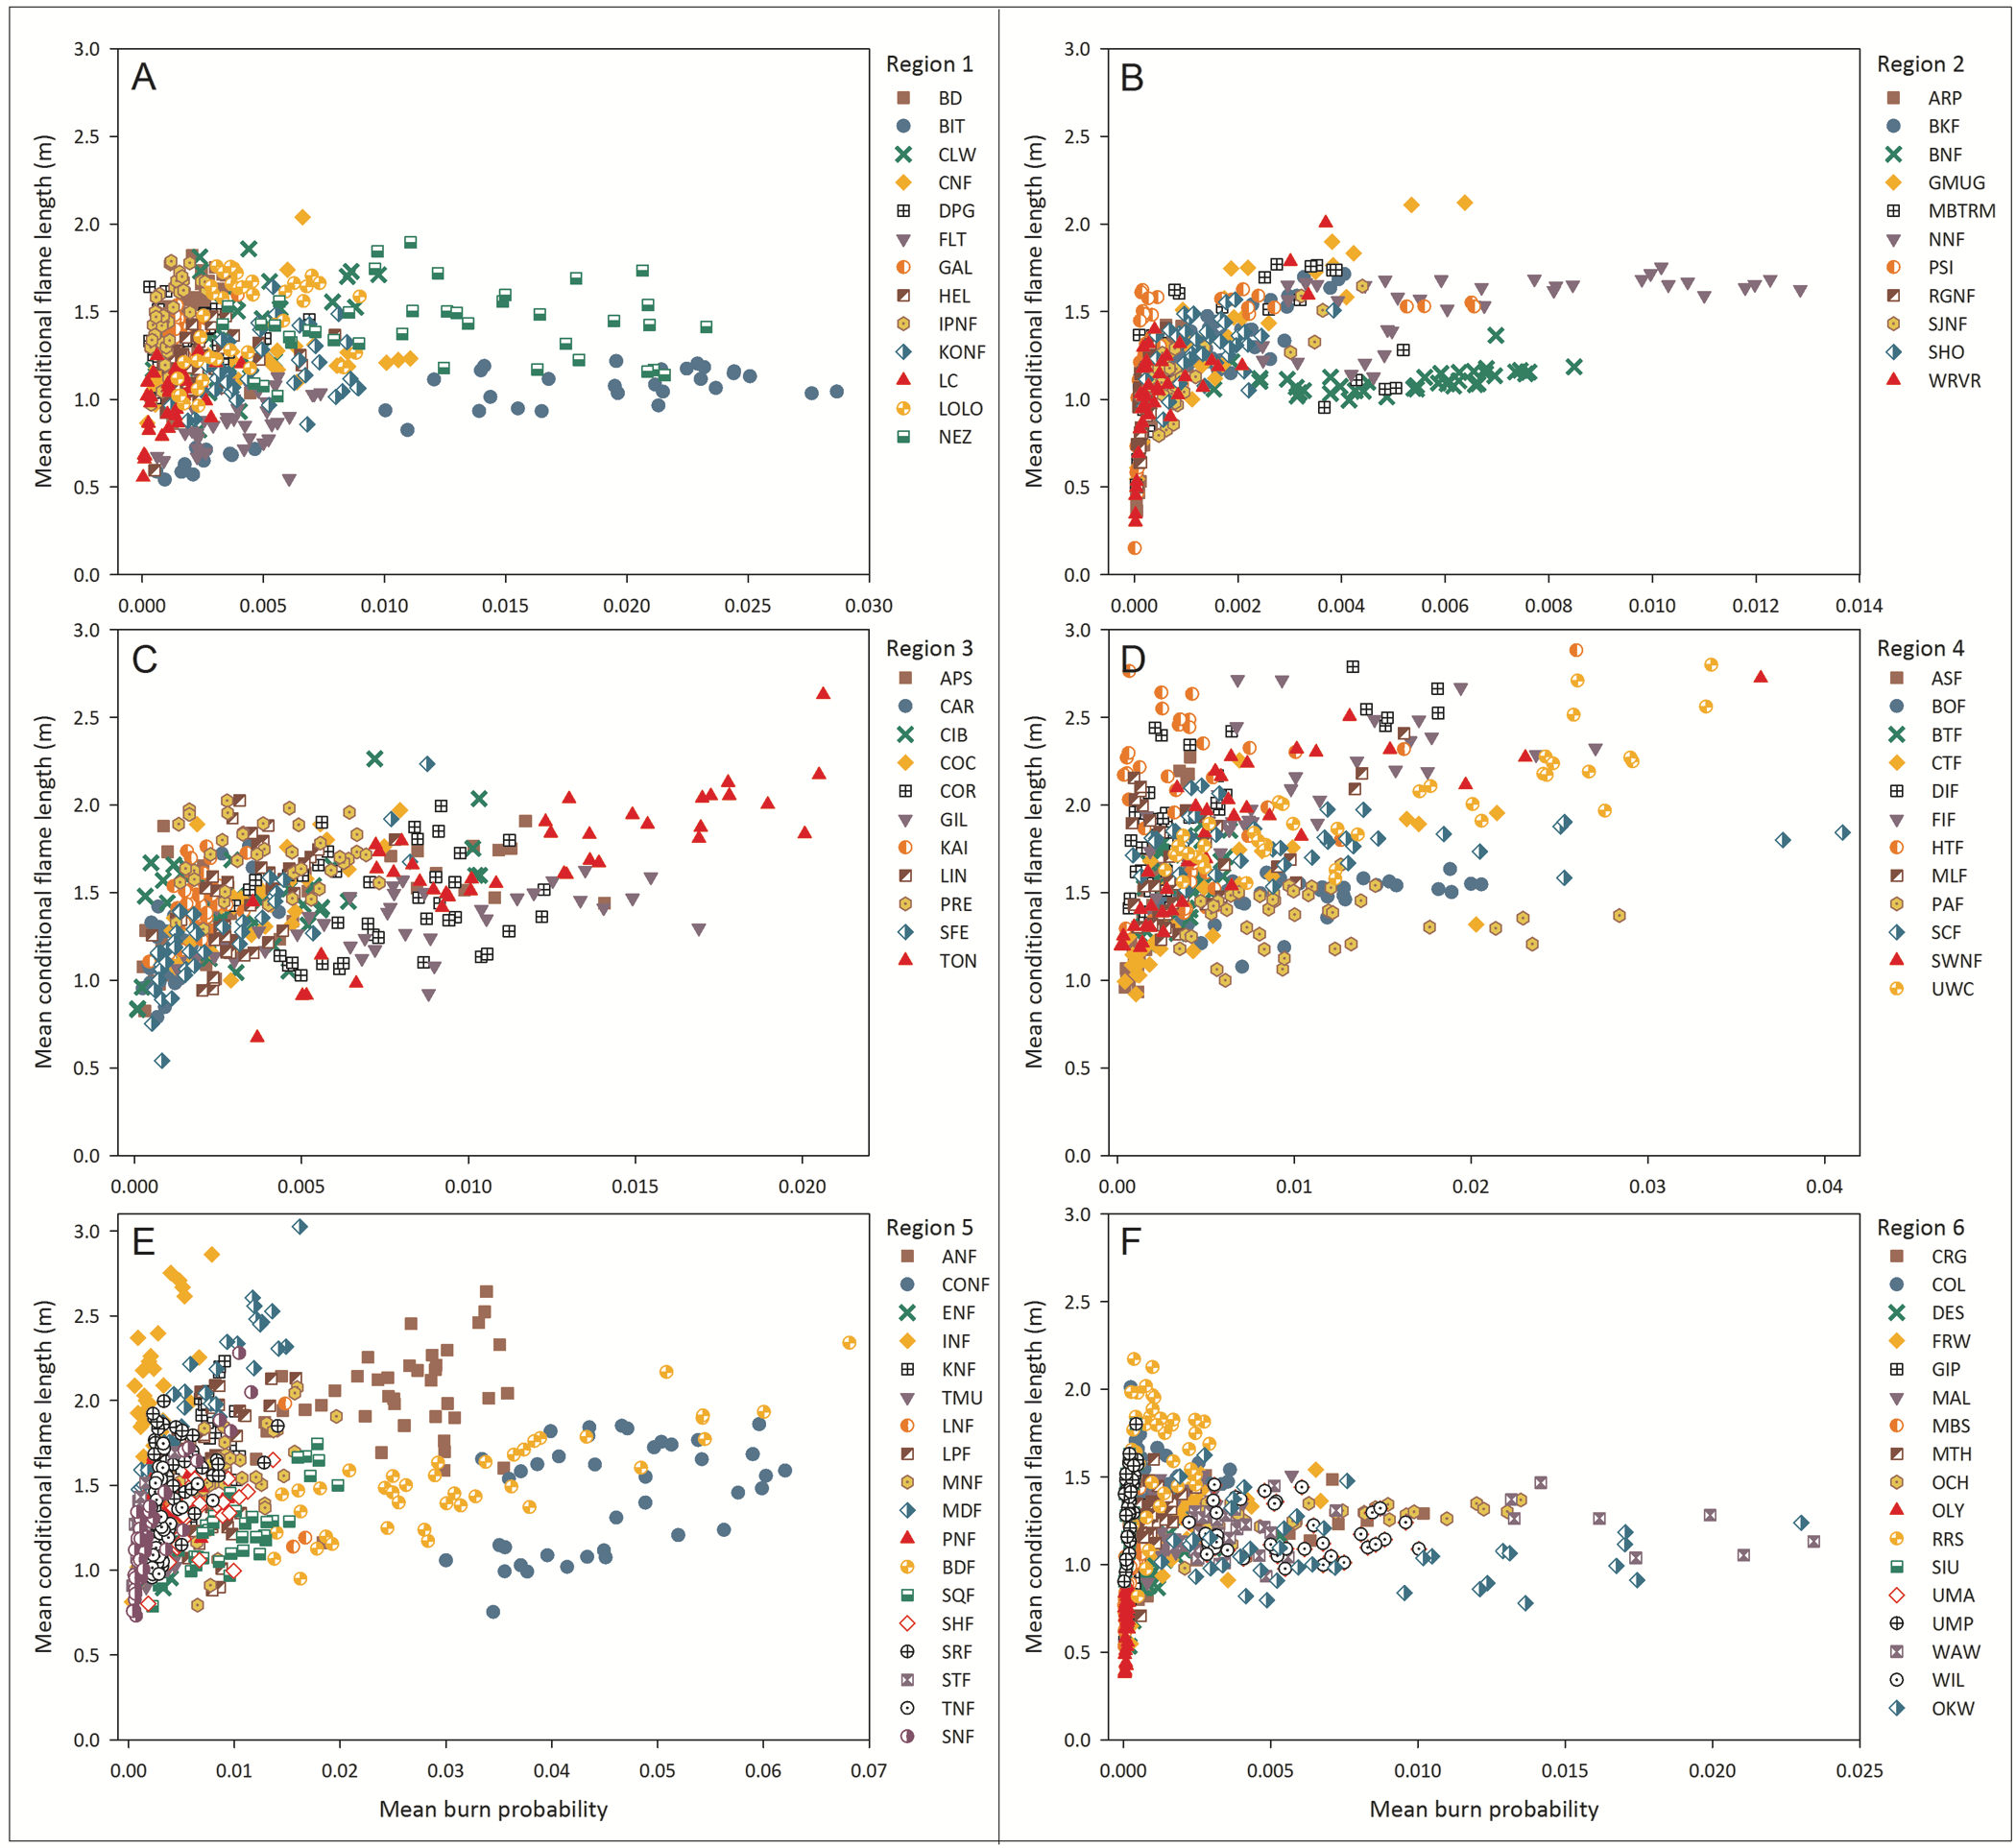 A
Mean conditional flame length (m)
3.0
2.5
2.0
1.5
1.0
0.5
0.0
0.000 0.005 0.010 0.015 0.020 0.025 0.030
Region 1
BD
BIT
CLW
CNF
DPG
FLT
GAL
HEL
IPNF
KONF
LC
LOLO
NEZ
B
Mean conditional flame length (m)
3.0
2.5
2.0
1.5
1.0
0.5
0.0
0.000 0.002 0.004 0.006 0.008 0.010 0.012 0.014
Region 2
ARP
BKF
BNF
GMUG
MBTRM
NNF
PSI
RGNF
SJNF
SHO
WRVR
C
Mean conditional flame length (m)
3.0
2.5
2.0
1.5
1.0
0.5
0.0
0.000 0.005 0.010 0.015 0.020
Region 3
APS
CAR
CIB
COC
COR
GIL
KAI
LIN
PRE
SFE
TON
D
Mean conditional flame length (m)
3.0
2.5
2.0
1.5
1.0
0.5
0.0
0.00 0.01 0.02 0.03 0.04
Region 4
ASF
BOF
BTF
CTF
DIF
FIF
HTF
MLF
PAF
SCF
SWNF
UWC
E
Mean conditional flame length (m)
3.0
2.5
2.0
1.5
1.0
0.5
0.0
0.00 0.01 0.02 0.03 0.04 0.05 0.06 0.07
Mean burn probability
Region 5
ANF
CONF
ENF
INF
KNF
TMU
LNF
LPF
MNF
MDF
PNF
BDF
SQF
SHF
SRF
STF
TNF
SNF
F
Mean conditional flame length (m)
3.0
2.5
2.0
1.5
1.0
0.5
0.0
0.000 0.005 0.010 0.015 0.020 0.025
Mean burn probability
Region 6
CRG
COL
DES
FRW
GIP
MAL
MBS
MTH
OCH
OLY
RRS
SIU
UMA
UMP
WAW
WIL
OKW